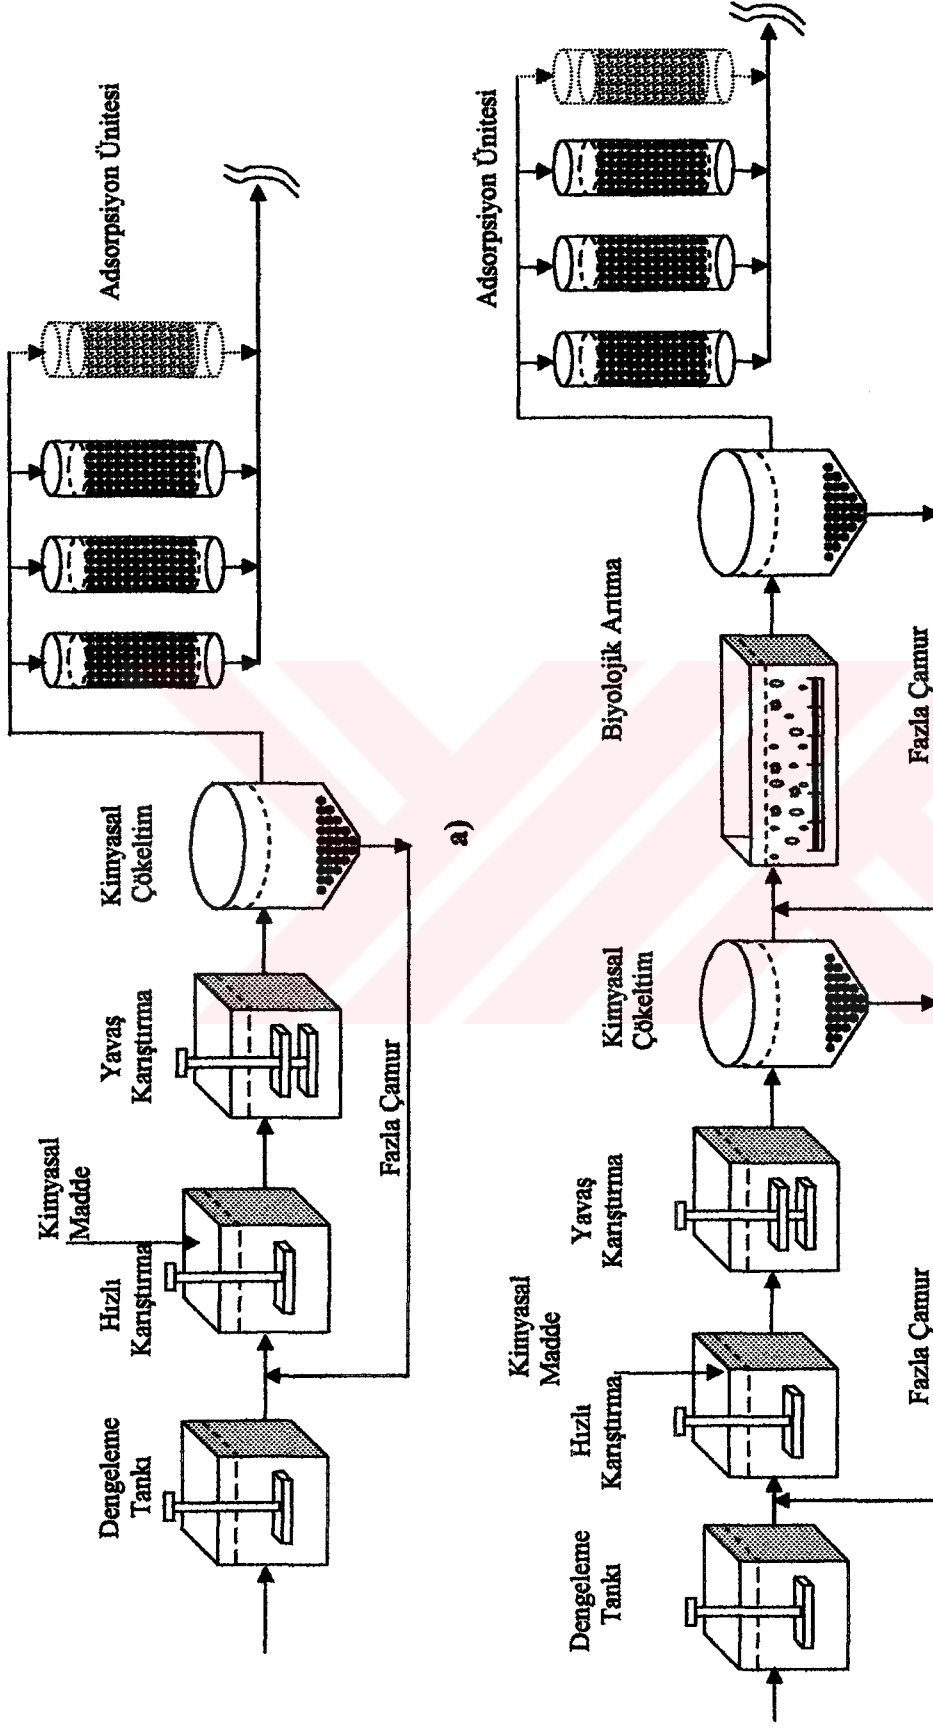 Dengeleme
Tankı
Hızlı
Karıştırma
Kimyasal
Madde
Yavaş
Karıştırma
Kimyasal
Çökeltim
Adsorpsiyon Ünitesi
Fazla Çamur
a)
Dengeleme
Tankı
Hızlı
Karıştırma
Kimyasal
Madde
Yavaş
Karıştırma
Kimyasal
Çökeltim
Biyolojik Arıtma
Adsorpsiyon Ünitesi
Fazla Çamur
Fazla Çamur